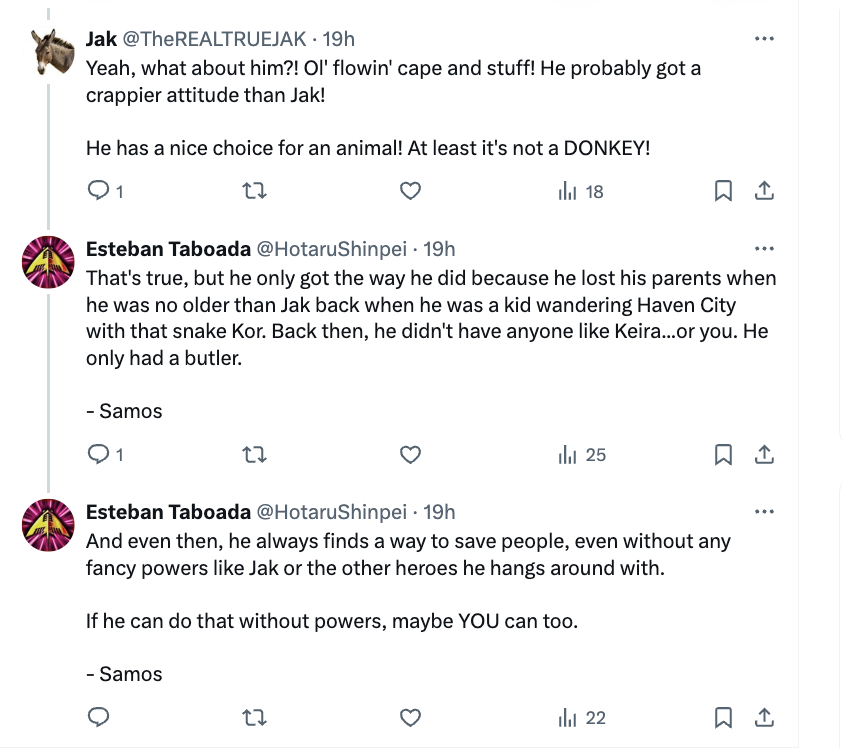 Jak @TheREALTRUEJAK · 19h
Yeah, what about him?! Ol' flowin' cape and stuff! He probably got a
crappier attitude than Jak!
He has a nice choice for an animal! At least it's not a DONKEY!
1 18
Esteban Taboada @HotaruShinpei · 19h
That's true, but he only got the way he did because he lost his parents when
he was no older than Jak back when he was a kid wandering Haven City
with that snake Kor. Back then, he didn't have anyone like Keira...or you. He
only had a butler.
- Samos
1 25
Esteban Taboada @HotaruShinpei · 19h
And even then, he always finds a way to save people, even without any
fancy powers like Jak or the other heroes he hangs around with.
If he can do that without powers, maybe YOU can too.
- Samos
22